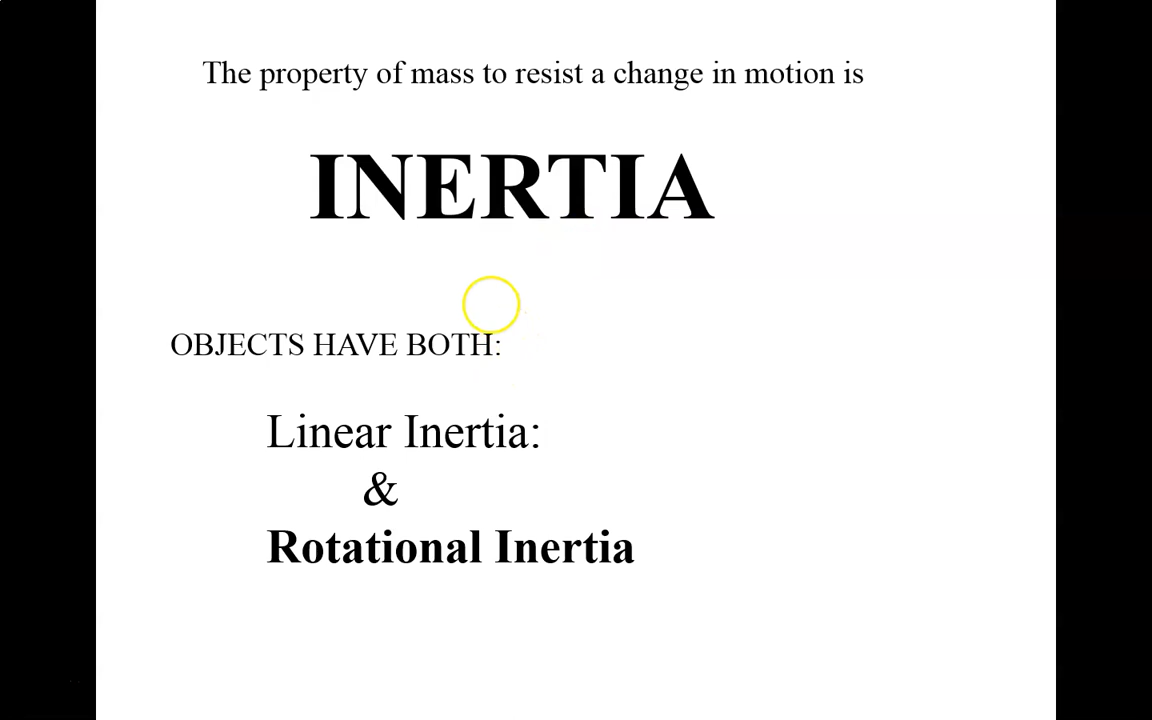 The property of mass to resist a change in motion is
INERTIA
OBJECTS HAVE BOTH:
Linear Inertia:
&
Rotational Inertia